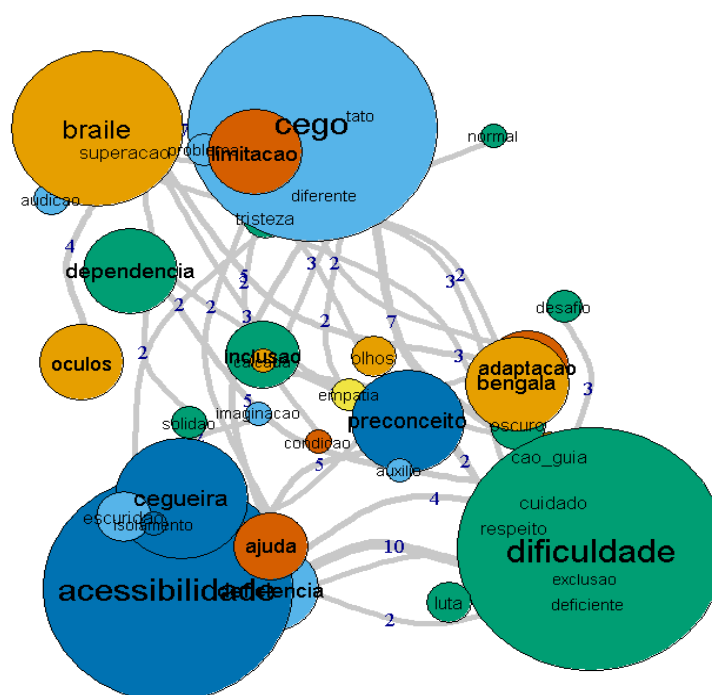 braile
superacao
cego
tato
normal
problema
limitacao
7
audicao
diferente
tristeza
4
dependencia
5
2
3
2
3
2
2
2
2
3
7
desafio
oculos
inclusao
calcada
olhos
3
adaptacao
bengala
3
2
5
empatia
imaginacao
preconceito
solidao
condicao
escuro
5
auxilio
2
cao_guia
cegueira
escuridao
isolamento
4
cuidado
respeito
ajuda
10
dificuldade
acessibilidade
deficiencia
exclusao
luta
deficiente
2